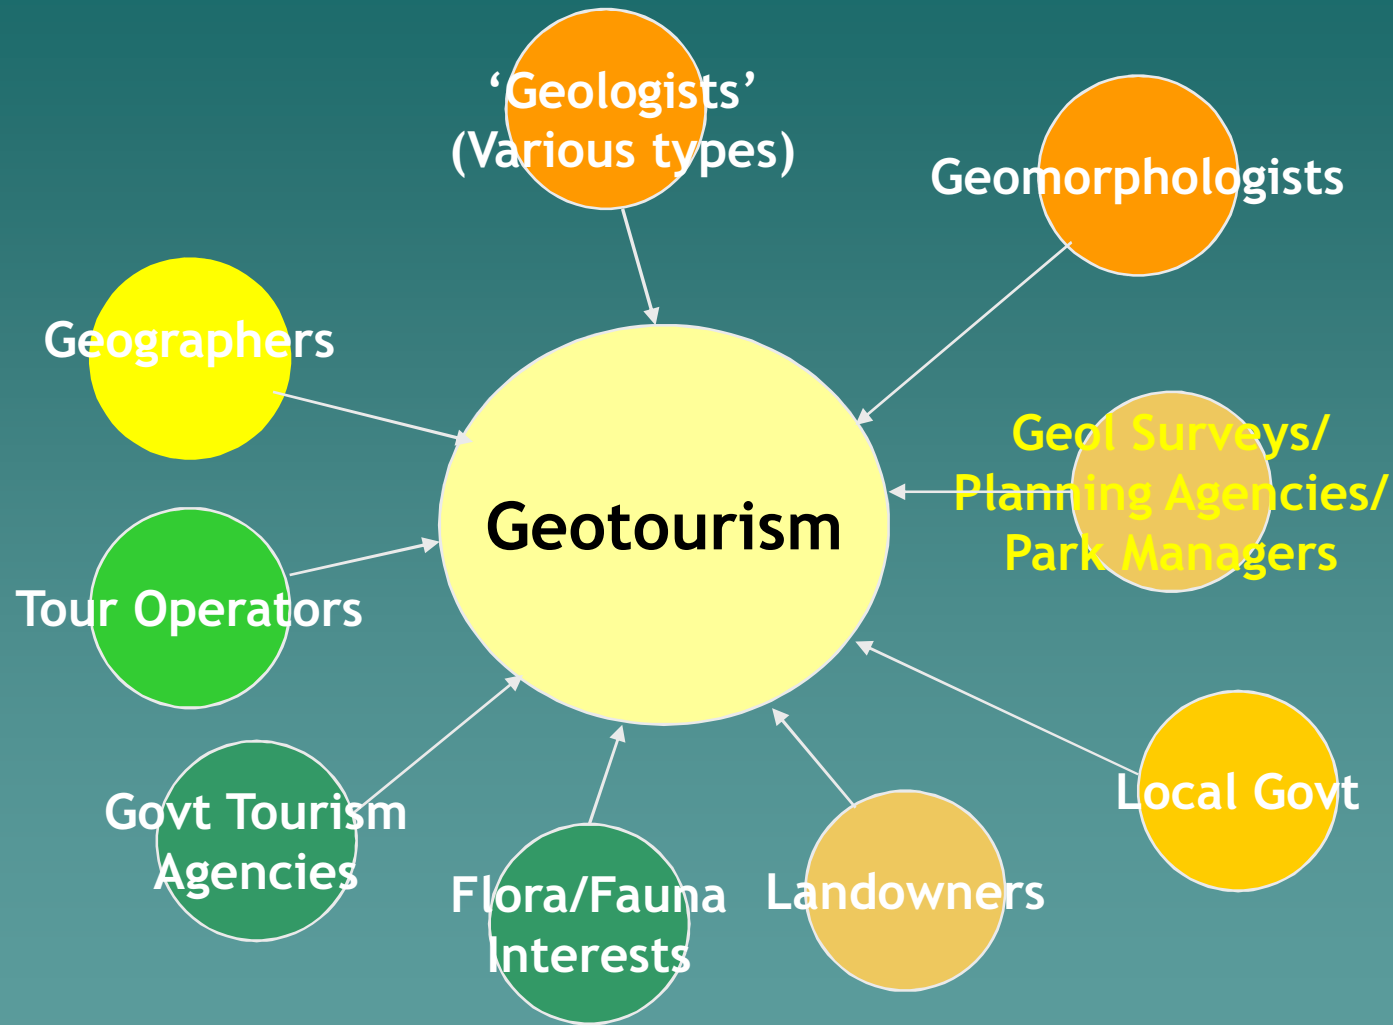 ‘Geologists’
(Various types)
Geomorphologists
Geographers
Geol Surveys/
Planning Agencies/
Park Managers
Geotourism
Tour Operators
Local Govt
Govt Tourism
Agencies
Flora/Fauna
Interests
Landowners